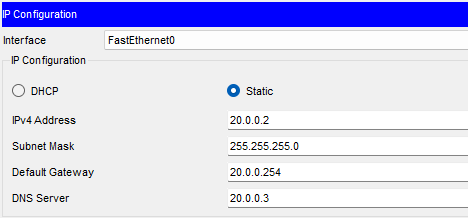 IP Configuration
Interface FastEthernet0
IP Configuration
DHCP Static
IPv4 Address 20.0.0.2
Subnet Mask 255.255.255.0
Default Gateway 20.0.0.254
DNS Server 20.0.0.3